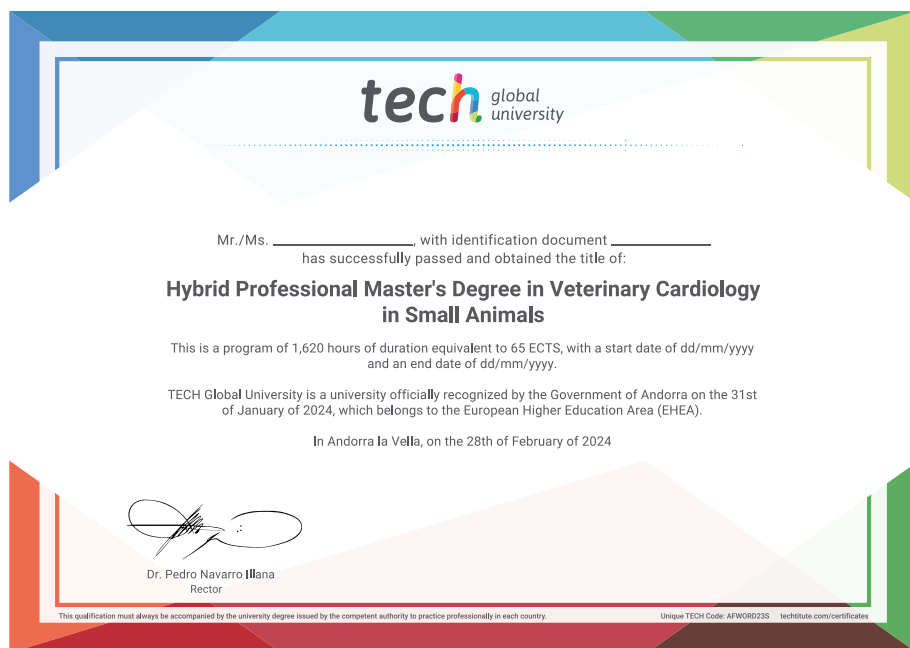 tech global university
Mr./Ms. ____________________, with identification document ______________
has successfully passed and obtained the title of:
Hybrid Professional Master's Degree in Veterinary Cardiology
in Small Animals
This is a program of 1,620 hours of duration equivalent to 65 ECTS, with a start date of dd/mm/yyyy
and an end date of dd/mm/yyyy.
TECH Global University is a university officially recognized by the Government of Andorra on the 31st
of January of 2024, which belongs to the European Higher Education Area (EHEA).
In Andorra la Vella, on the 28th of February of 2024
Dr. Pedro Navarro Illana
Rector
This qualification must always be accompanied by the university degree issued by the competent authority to practice professionally in each country.
Unique TECH Code: AFWORD23S techtitute.com/certificates